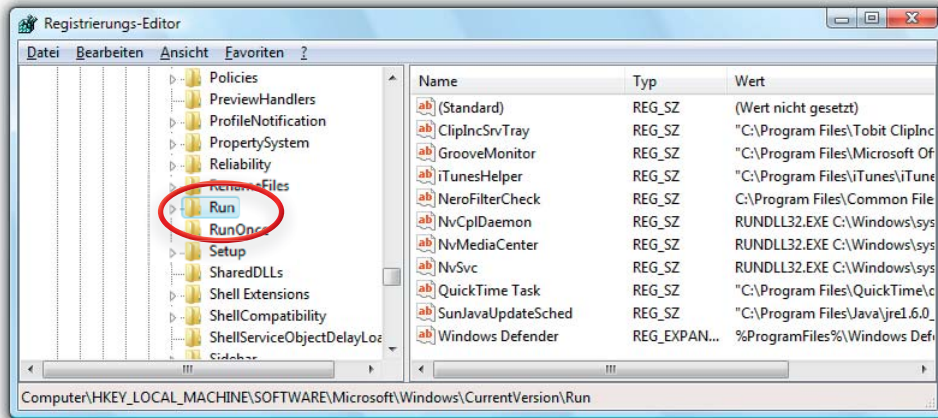 Registrierungs-Editor
Datei Bearbeiten Ansicht Favoriten ?
Policies
PreviewHandlers
ProfileNotification
PropertySystem
Reliability
RenameFiles
Run
RunOnce
Setup
SharedDLLs
Shell Extensions
ShellCompatibility
ShellServiceObjectDelayLoa
Sidebar
Name Typ Wert
(Standard) REG_SZ (Wert nicht gesetzt)
ClipIncSrvTray REG_SZ "C:\Program Files\Tobit ClipInc
GrooveMonitor REG_SZ "C:\Program Files\Microsoft Of
iTunesHelper REG_SZ "C:\Program Files\iTunes\iTune
NeroFilterCheck REG_SZ C:\Program Files\Common File
NvCplDaemon REG_SZ RUNDLL32.EXE C:\Windows\sys
NvMediaCenter REG_SZ RUNDLL32.EXE C:\Windows\sys
NvSvc REG_SZ RUNDLL32.EXE C:\Windows\sys
QuickTime Task REG_SZ "C:\Program Files\QuickTime\c
SunJavaUpdateSched REG_SZ "C:\Program Files\Java\jre1.6.0_
Windows Defender REG_EXPAN... %ProgramFiles%\Windows Def
Computer\HKEY_LOCAL_MACHINE\SOFTWARE\Microsoft\Windows\CurrentVersion\Run